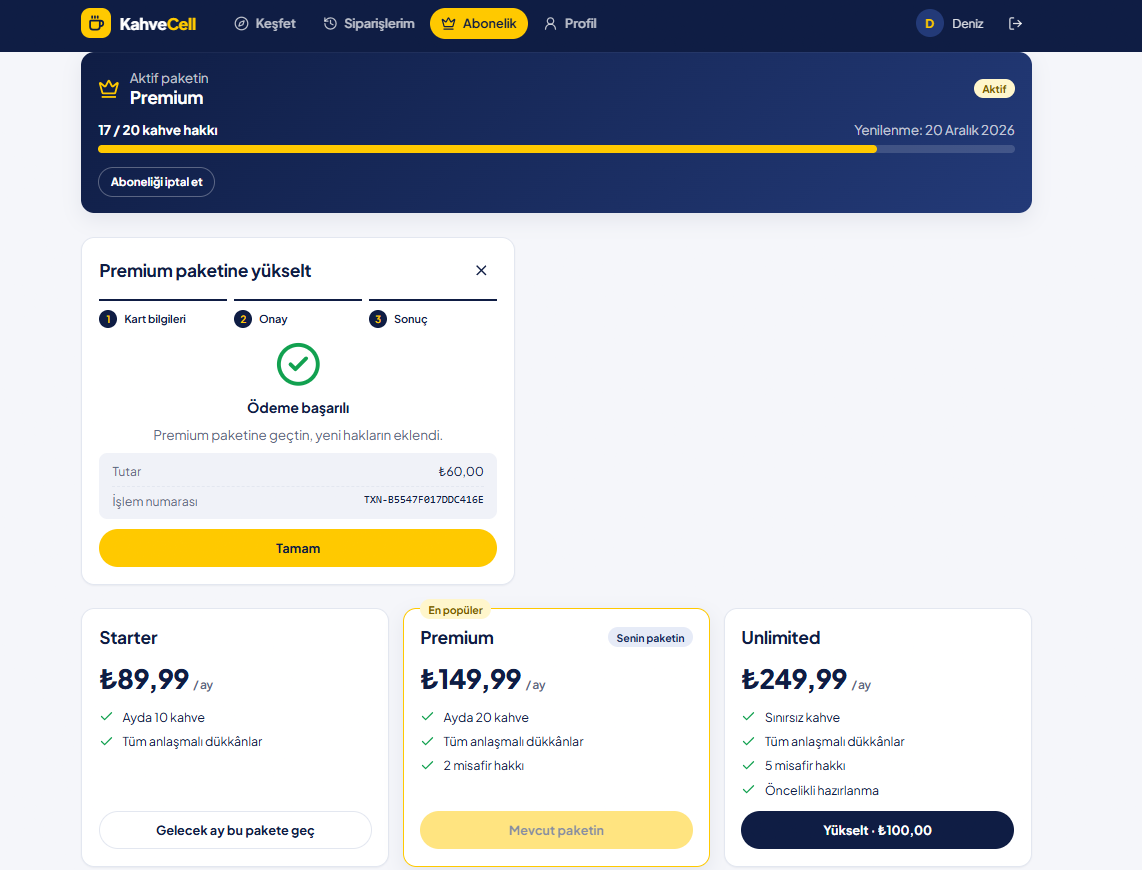 KahveCell Keşfet Siparişlerim Abonelik Profil D Deniz
Aktif paketin
Premium
Aktif
17 / 20 kahve hakkı
Yenilenme: 20 Aralık 2026
Aboneliği iptal et
Premium paketine yükselt
1 Kart bilgileri 2 Onay 3 Sonuç
Ödeme başarılı
Premium paketine geçtin, yeni hakların eklendi.
Tutar ₺60,00
İşlem numarası TXN-B5547F017DDC416E
Tamam
Starter
₺89,99 / ay
Ayda 10 kahve
Tüm anlaşmalı dükkânlar
Gelecek ay bu pakete geç
En popüler
Premium
Senin paketin
₺149,99 / ay
Ayda 20 kahve
Tüm anlaşmalı dükkânlar
2 misafir hakkı
Mevcut paketin
Unlimited
₺249,99 / ay
Sınırsız kahve
Tüm anlaşmalı dükkânlar
5 misafir hakkı
Öncelikli hazırlanma
Yükselt · ₺100,00